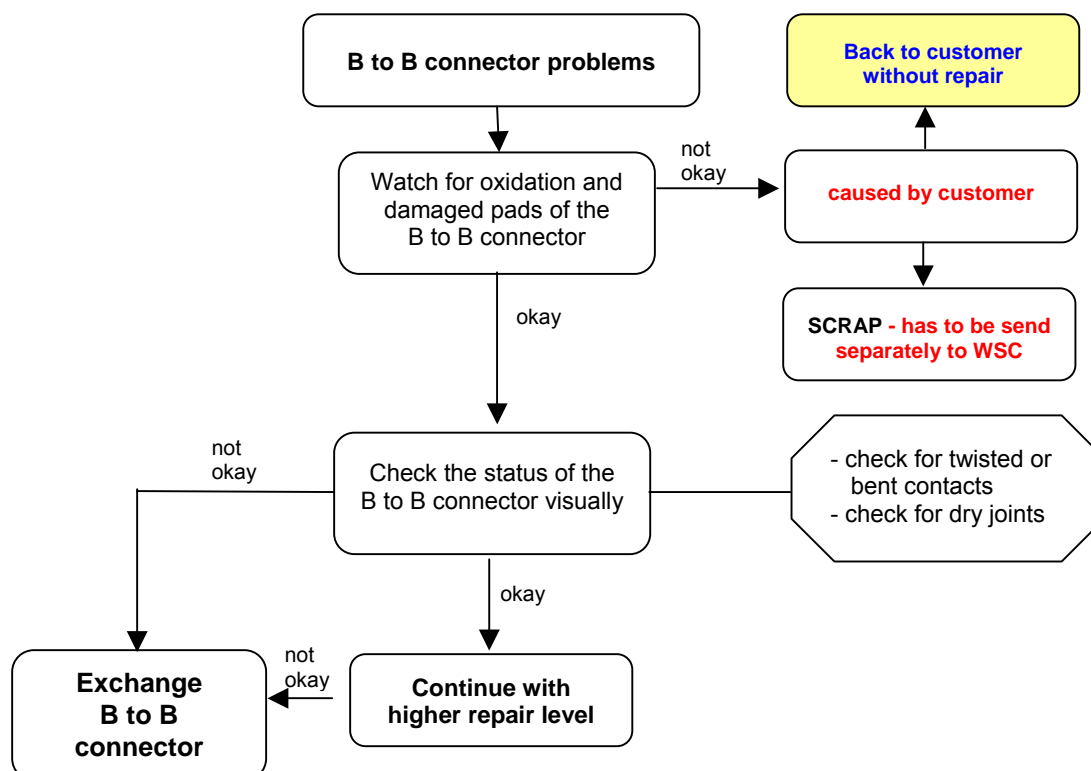 B to B connector problems
Back to customer
without repair
not
okay
Watch for oxidation and
damaged pads of the
B to B connector
caused by customer
okay
SCRAP - has to be send
separately to WSC
not
okay
Check the status of the
B to B connector visually
- check for twisted or
bent contacts
- check for dry joints
okay
not
okay
Exchange
B to B
connector
Continue with
higher repair level